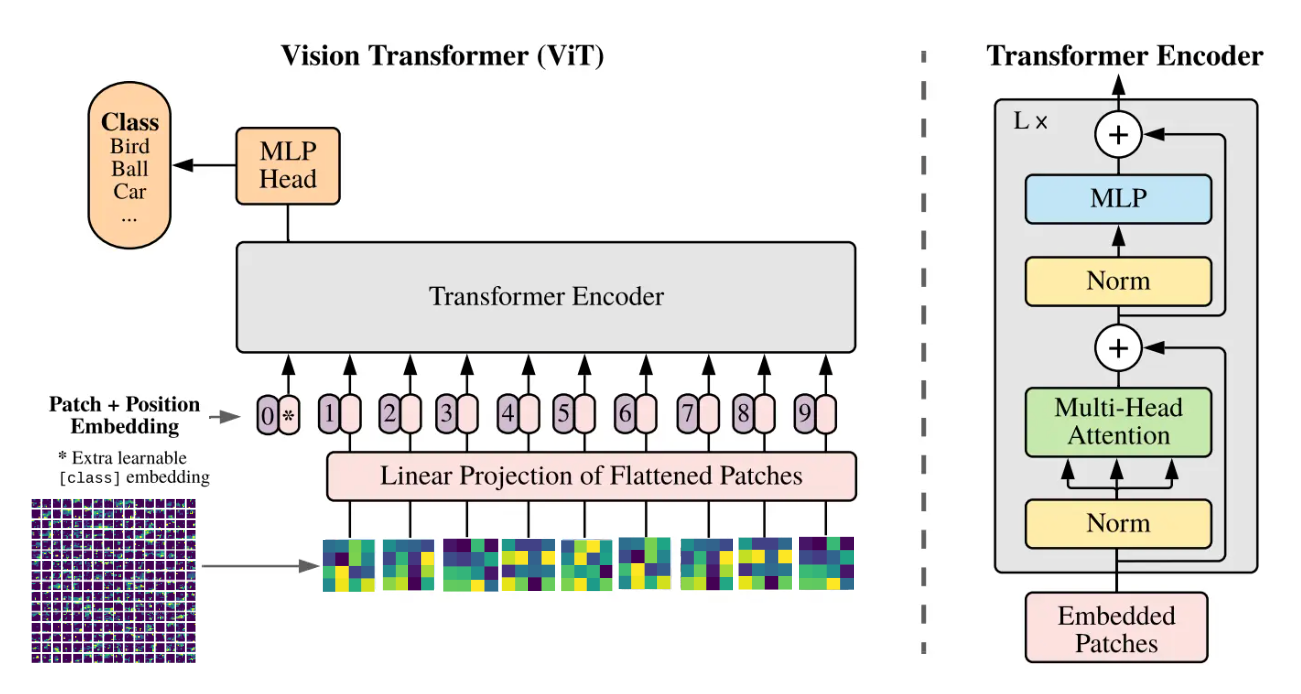 Vision Transformer (ViT)
Class
Bird
Ball
Car
...
MLP
Head
Transformer Encoder
Patch + Position
Embedding
0 * 1 2 3 4 5 6 7 8 9
* Extra learnable
[class] embedding
Linear Projection of Flattened Patches
Transformer Encoder
L x
+
MLP
Norm
+
Multi-Head
Attention
Norm
Embedded
Patches